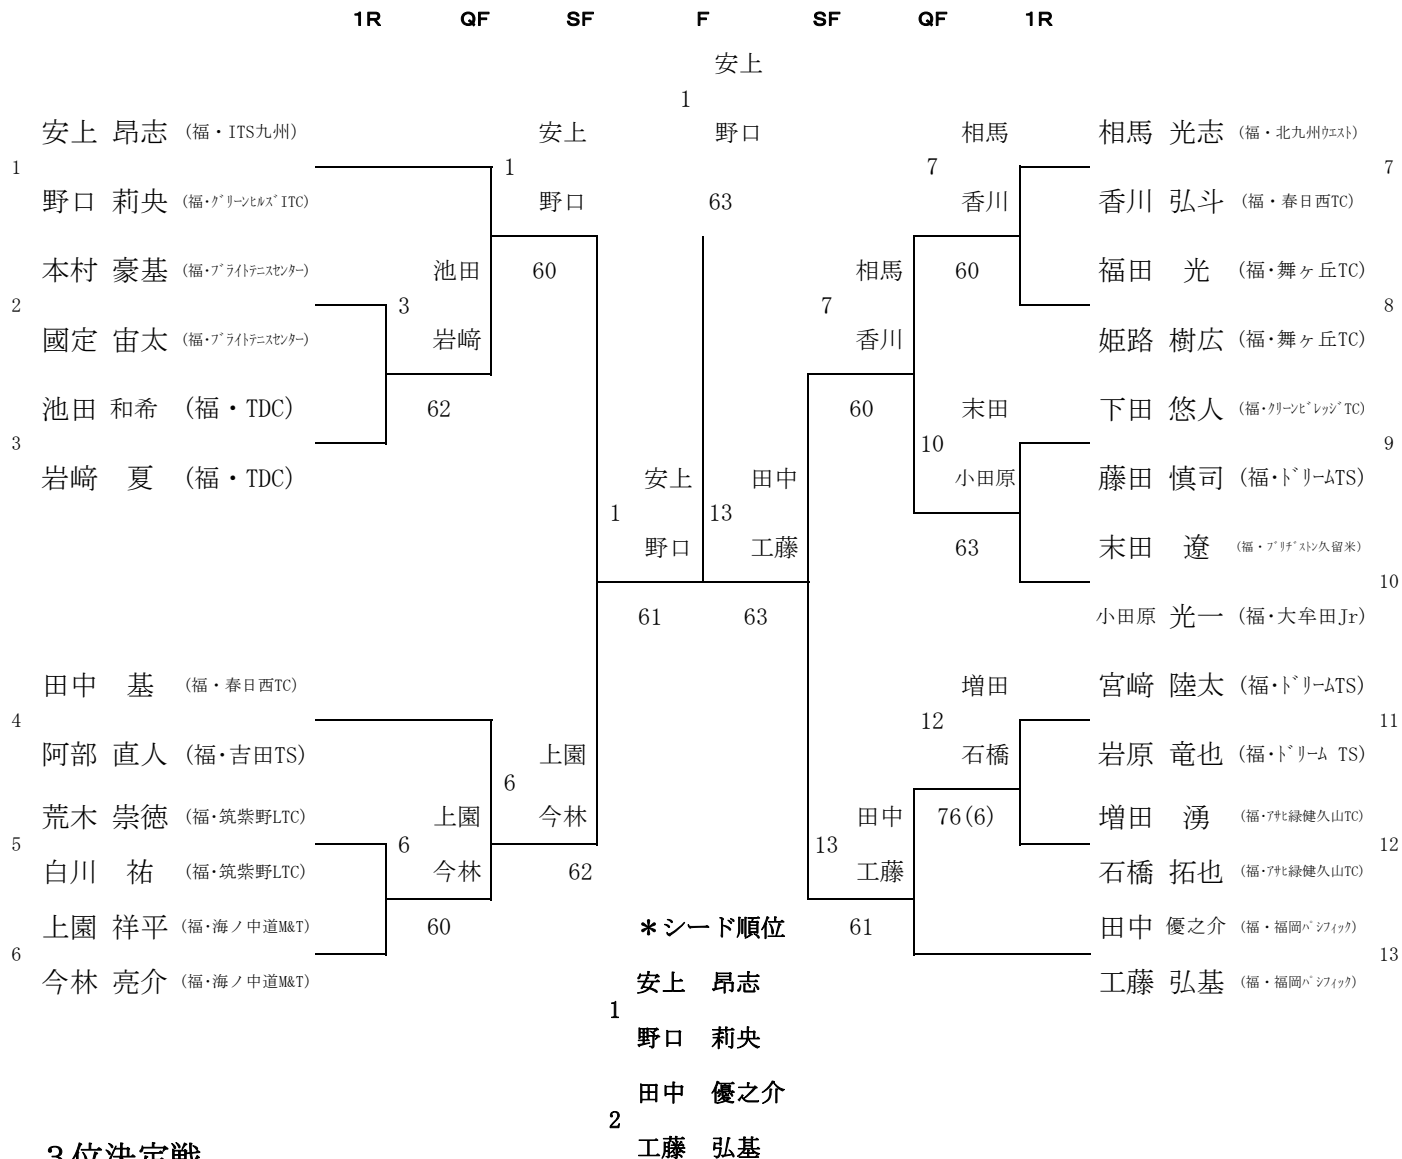 1R QF SF F SF QF 1R
安上
1
安上 昂志 (福・ITS九州) 安上 野口 相馬 相馬 光志 (福・北九州ｳｴｽﾄ)
1 1 7 7
野口 莉央 (福・ｸﾞﾘｰﾝﾋﾙｽﾞITC) 野口 63 香川 香川 弘斗 (福・春日西TC)
本村 豪基 (福・ﾌﾞﾗｲﾄﾃﾆｽｾﾝﾀｰ) 池田 60 相馬 60 福田 光 (福・舞ヶ丘TC)
2 3 7 8
國定 宙太 (福・ﾌﾞﾗｲﾄﾃﾆｽｾﾝﾀｰ) 岩﨑 香川 姫路 樹広 (福・舞ヶ丘TC)
池田 和希 (福・TDC) 62 60 末田 下田 悠人 (福・ｸﾘｰﾝﾋﾞﾚｯｼﾞTC)
3 10 9
岩﨑 夏 (福・TDC) 安上 田中 小田原 藤田 慎司 (福・ﾄﾞﾘｰﾑTS)
1 13
野口 工藤 63 末田 遼 (福・ﾌﾞﾘﾁﾞｽﾄﾝ久留米)
10
61 63 小田原 光一 (福・大牟田Jr)
田中 基 (福・春日西TC) 増田 宮﨑 陸太 (福・ﾄﾞﾘｰﾑTS)
4 12 11
阿部 直人 (福・吉田TS) 上園 石橋 岩原 竜也 (福・ﾄﾞﾘｰﾑ TS)
6
荒木 崇徳 (福・筑紫野LTC) 上園 今林 田中 76(6) 増田 湧 (福・ｱｻﾋ緑健久山TC)
5 6 13 12
白川 祐 (福・筑紫野LTC) 今林 62 工藤 石橋 拓也 (福・ｱｻﾋ緑健久山TC)
上園 祥平 (福・海ノ中道M&T) 60 ＊シード順位 61 田中 優之介 (福・福岡ﾊﾟｼﾌｨｯｸ)
6 13
今林 亮介 (福・海ノ中道M&T) 安上 昂志 工藤 弘基 (福・福岡ﾊﾟｼﾌｨｯｸ)
1
野口 莉央
田中 優之介
2
３位決定戦 工藤 弘基